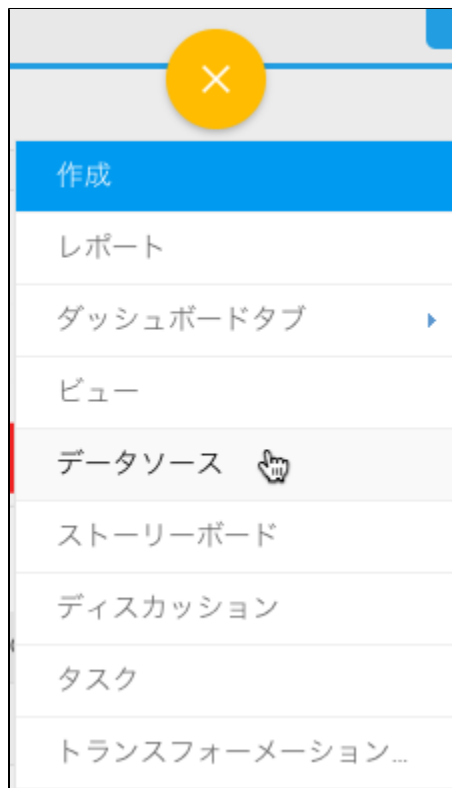 作成
レポート
ダッシュボードタブ
ビュー
データソース
ストーリーボード
ディスカッション
タスク
トランスフォーメーション...